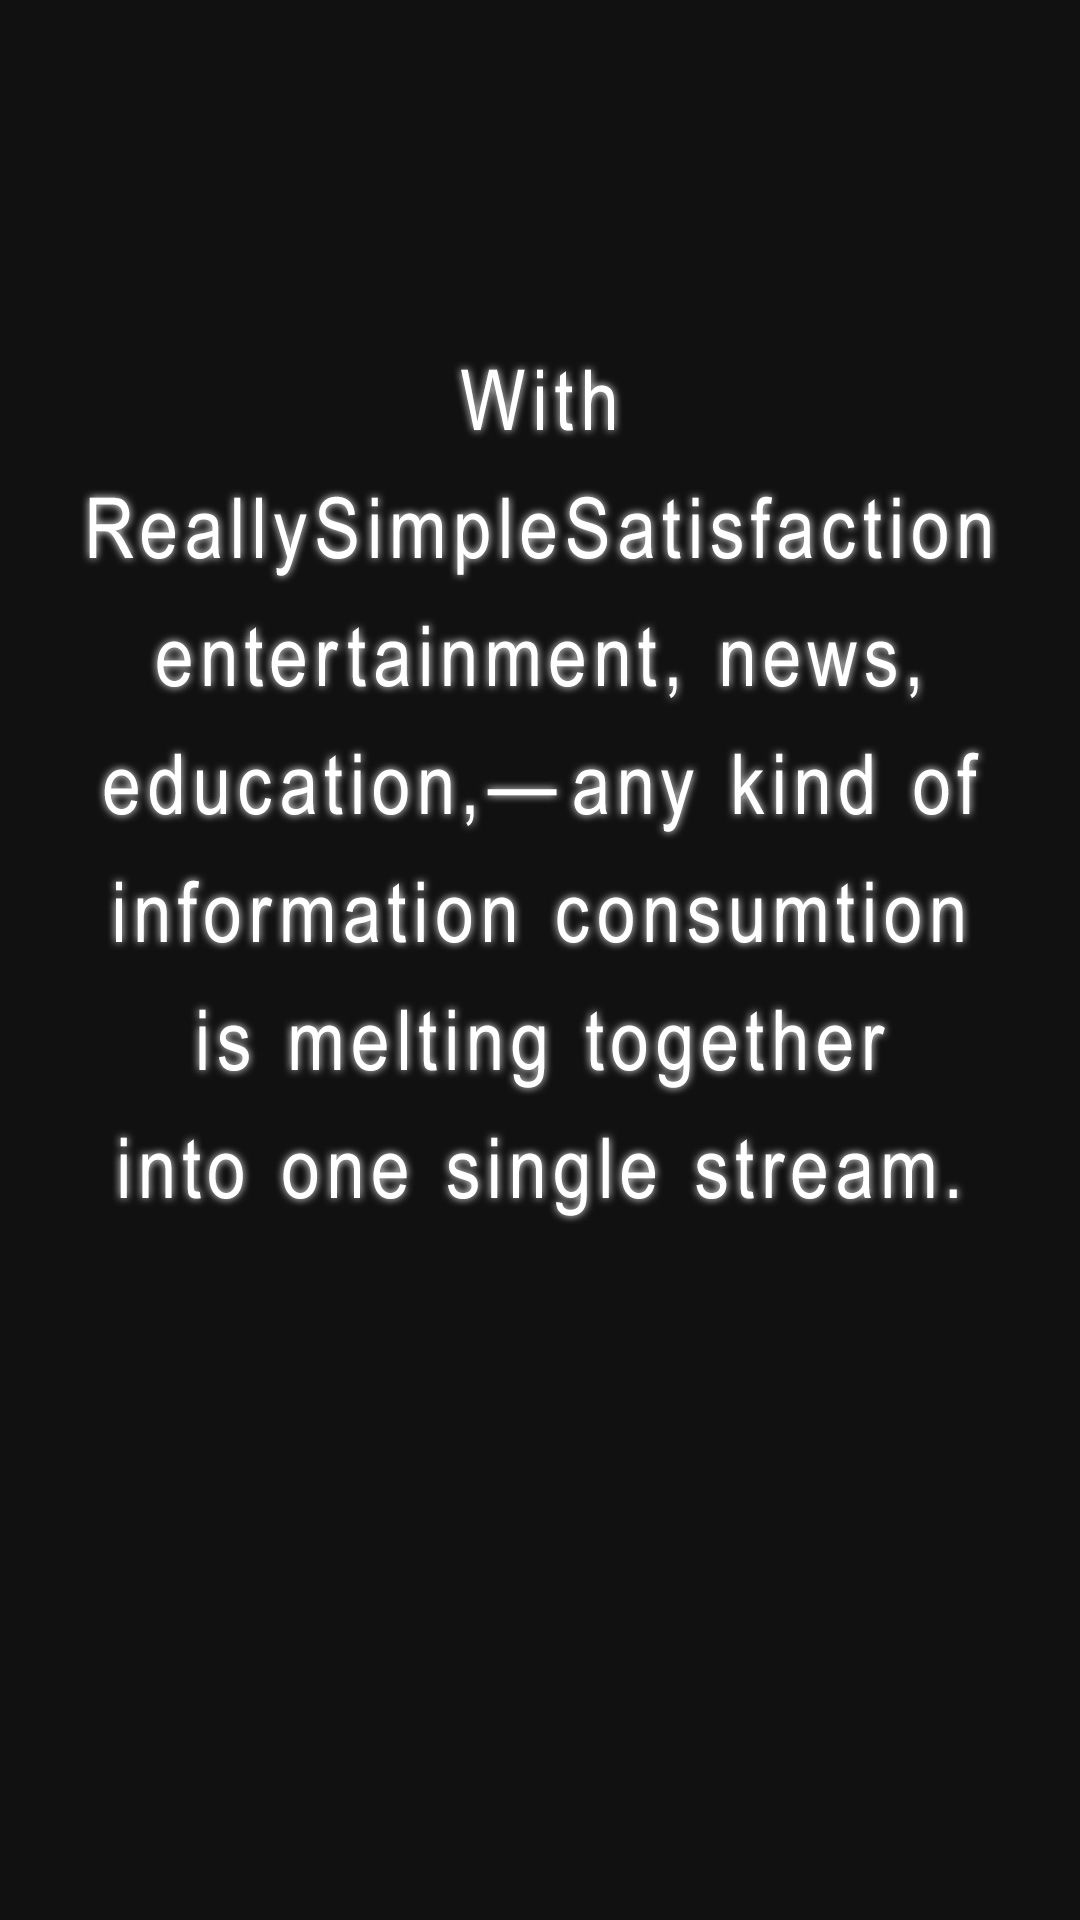 With
ReallySimpleSatisfaction
entertainment, news,
education,—any kind of
information consumtion
is melting together
into one single stream.